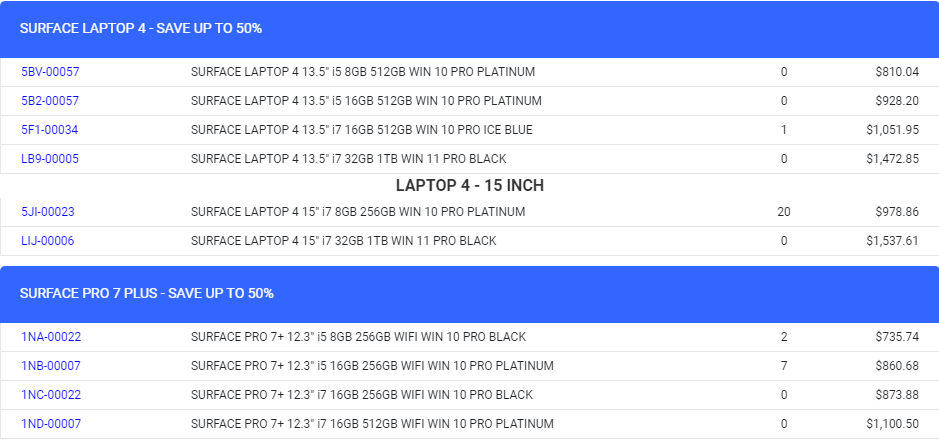 SURFACE LAPTOP 4 - SAVE UP TO 50%
5BV-00057 SURFACE LAPTOP 4 13.5" i5 8GB 512GB WIN 10 PRO PLATINUM 0 $810.04
5B2-00057 SURFACE LAPTOP 4 13.5" i5 16GB 512GB WIN 10 PRO PLATINUM 0 $928.20
5F1-00034 SURFACE LAPTOP 4 13.5" i7 16GB 512GB WIN 10 PRO ICE BLUE 1 $1,051.95
LB9-00005 SURFACE LAPTOP 4 13.5" i7 32GB 1TB WIN 11 PRO BLACK 0 $1,472.85
LAPTOP 4 - 15 INCH
5JI-00023 SURFACE LAPTOP 4 15" i7 8GB 256GB WIN 10 PRO PLATINUM 20 $978.86
LIJ-00006 SURFACE LAPTOP 4 15" i7 32GB 1TB WIN 11 PRO BLACK 0 $1,537.61
SURFACE PRO 7 PLUS - SAVE UP TO 50%
1NA-00022 SURFACE PRO 7+ 12.3" i5 8GB 256GB WIFI WIN 10 PRO BLACK 2 $735.74
1NB-00007 SURFACE PRO 7+ 12.3" i5 16GB 256GB WIFI WIN 10 PRO PLATINUM 7 $860.68
1NC-00022 SURFACE PRO 7+ 12.3" i7 16GB 256GB WIFI WIN 10 PRO BLACK 0 $873.88
1ND-00007 SURFACE PRO 7+ 12.3" i7 16GB 512GB WIFI WIN 10 PRO PLATINUM 0 $1,100.50